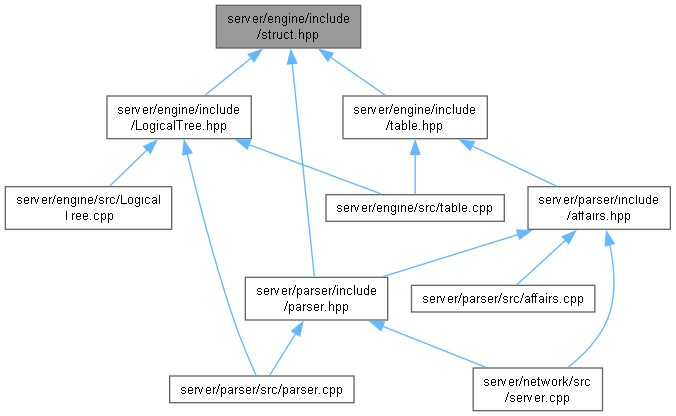 server/engine/include
/struct.hpp
server/engine/include
/LogicalTree.hpp
server/engine/include
/table.hpp
server/engine/src/Logical
Tree.cpp
server/engine/src/table.cpp
server/parser/include
/affairs.hpp
server/parser/include
/parser.hpp
server/parser/src/affairs.cpp
server/parser/src/parser.cpp
server/network/src
/server.cpp